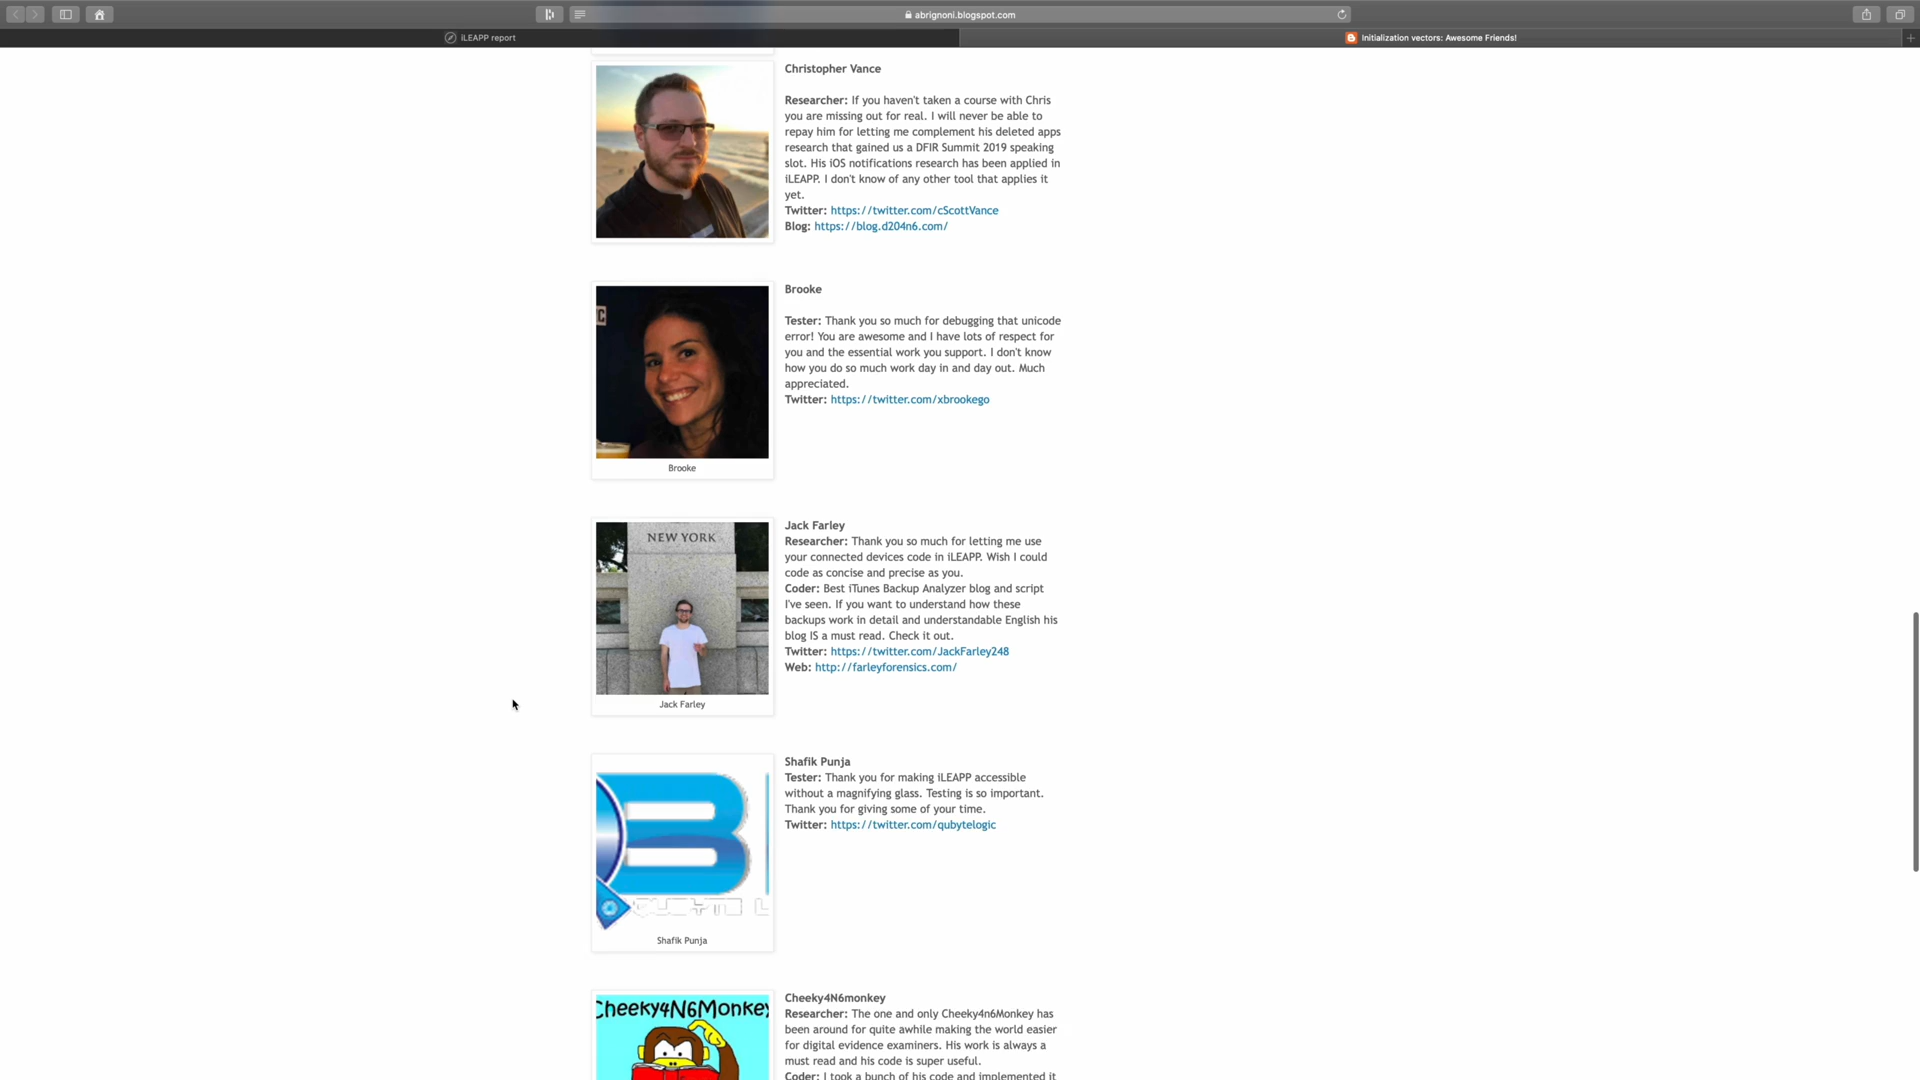 abrignoni.blogspot.com
iLEAPP report
Initialization vectors: Awesome Friends!
Christopher Vance
Researcher: If you haven't taken a course with Chris
you are missing out for real. I will never be able to
repay him for letting me complement his deleted apps
research that gained us a DFIR Summit 2019 speaking
slot. His iOS notifications research has been applied in
iLEAPP. I don't know of any other tool that applies it
yet.
Twitter: https://twitter.com/cScottVance
Blog: https://blog.d204n6.com/
Brooke
Tester: Thank you so much for debugging that unicode
error! You are awesome and I have lots of respect for
you and the essential work you support. I don't know
how you do so much work day in and day out. Much
appreciated.
Twitter: https://twitter.com/xbrookego
Brooke
NEW YORK
Jack Farley
Researcher: Thank you so much for letting me use
your connected devices code in iLEAPP. Wish I could
code as concise and precise as you.
Coder: Best iTunes Backup Analyzer blog and script
I've seen. If you want to understand how these
backups work in detail and understandable English his
blog IS a must read. Check it out.
Twitter: https://twitter.com/JackFarley248
Web: http://farleyforensics.com/
Jack Farley
Shafik Punja
Tester: Thank you for making iLEAPP accessible
without a magnifying glass. Testing is so important.
Thank you for giving some of your time.
Twitter: https://twitter.com/qubytelogic
Shafik Punja
Cheeky4N6Monkey
Cheeky4N6monkey
Researcher: The one and only Cheeky4n6Monkey has
been around for quite awhile making the world easier
for digital evidence examiners. His work is always a
must read and his code is super useful.
Coder: I took a bunch of his code and implemented it